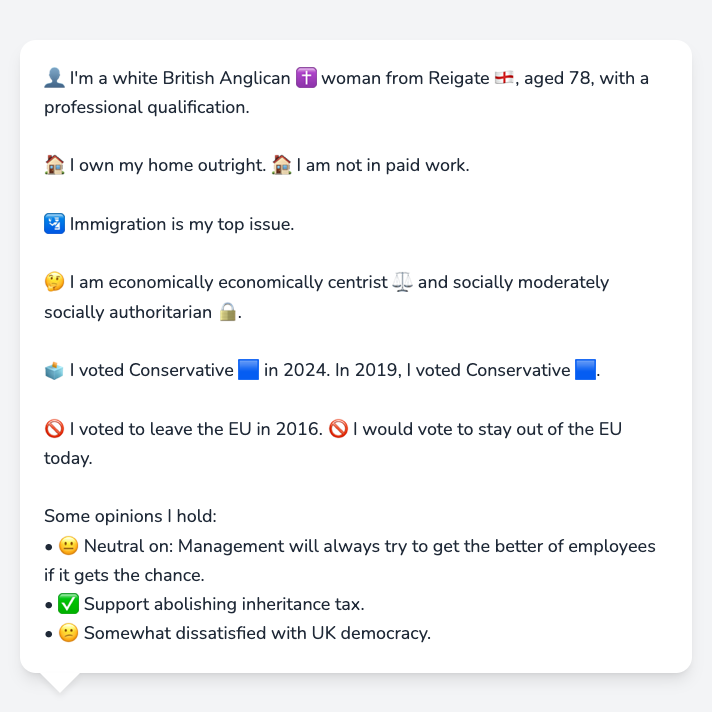 👤 I'm a white British Anglican ✝️ woman from Reigate 🏴󠁧󠁢󠁥󠁮󠁧󠁿, aged 78, with a
professional qualification.
🏠 I own my home outright. 🏠 I am not in paid work.
🛂 Immigration is my top issue.
🤔 I am economically economically centrist ⚖️ and socially moderately
socially authoritarian 🔒.
🗳️ I voted Conservative 🟦 in 2024. In 2019, I voted Conservative 🟦.
🚫 I voted to leave the EU in 2016. 🚫 I would vote to stay out of the EU
today.
Some opinions I hold:
• 😐 Neutral on: Management will always try to get the better of employees
if it gets the chance.
• ✅ Support abolishing inheritance tax.
• 😕 Somewhat dissatisfied with UK democracy.